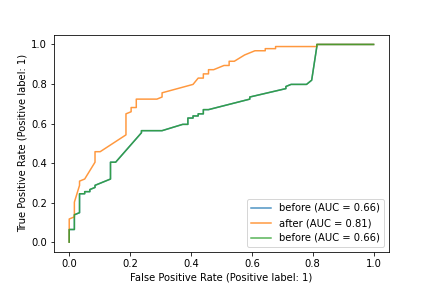 1.0
0.8
0.6
0.4
0.2
0.0
True Positive Rate (Positive label: 1)
before (AUC = 0.66)
after (AUC = 0.81)
before (AUC = 0.66)
0.0 0.2 0.4 0.6 0.8 1.0
False Positive Rate (Positive label: 1)